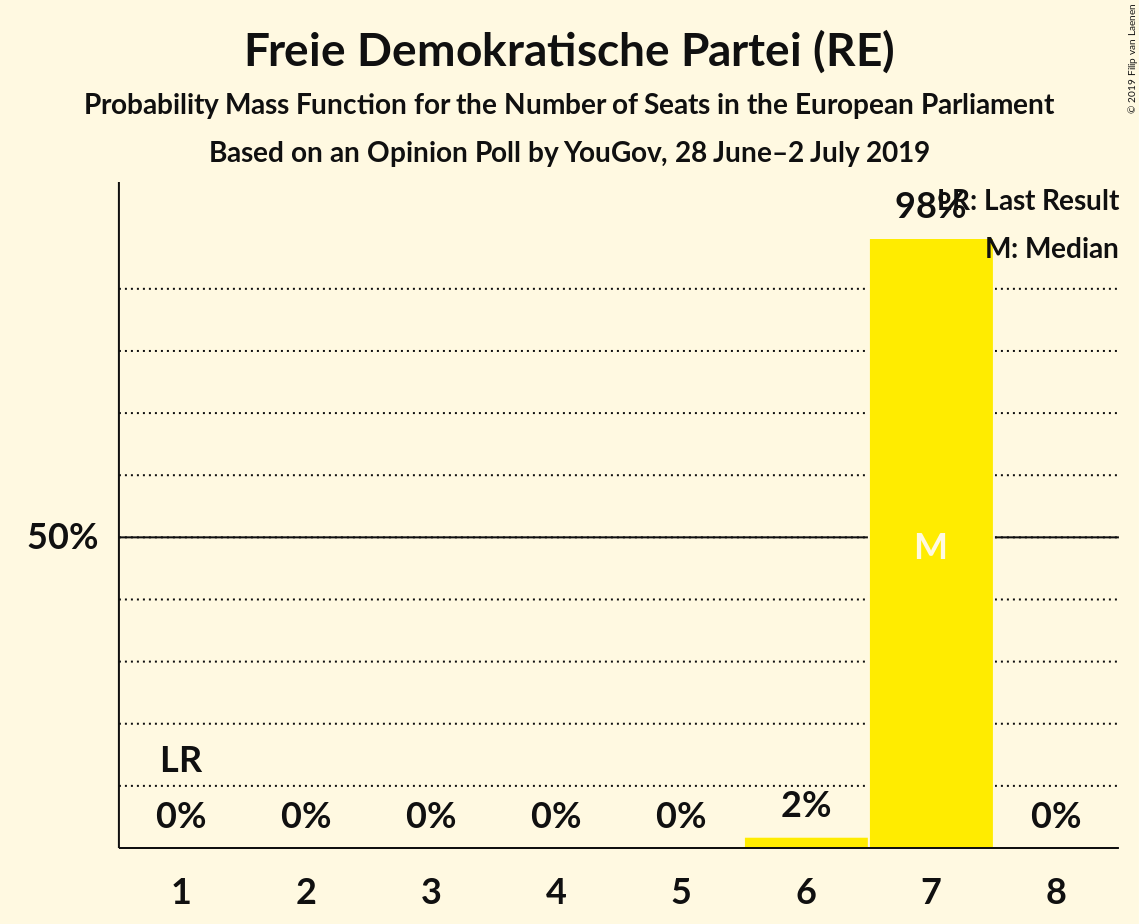 Freie Demokratische Partei (RE)
Probability Mass Function for the Number of Seats in the European Parliament
Based on an Opinion Poll by YouGov, 28 June–2 July 2019
© 2019 Filip van Laenen
98%
LR: Last Result
M: Median
50%
M
LR
0%
0%
0%
0%
0%
2%
0%
1
2
3
4
5
6
7
8